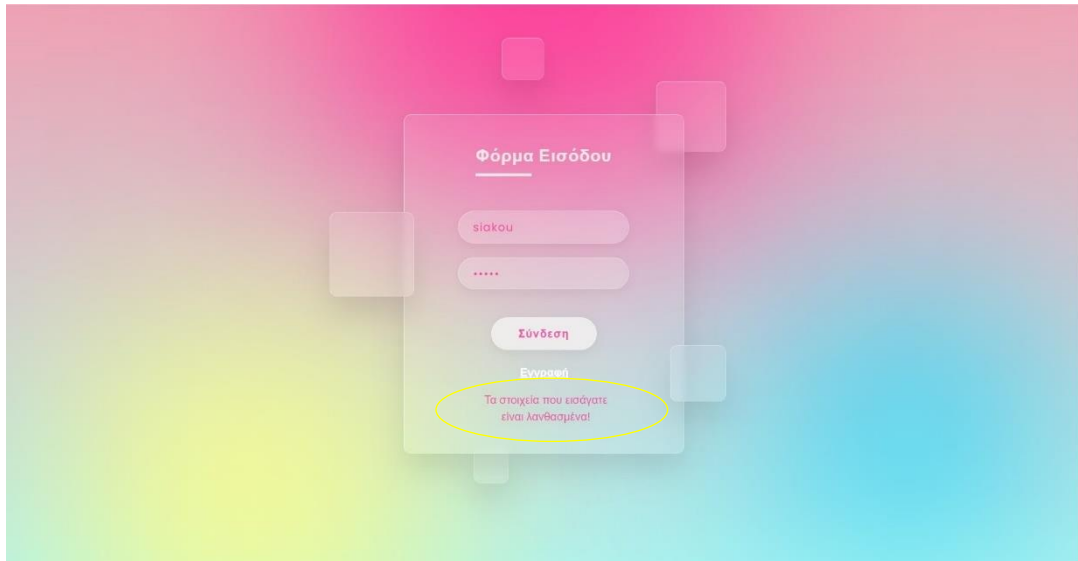 Φόρμα Εισόδου
siakou
•••••
Σύνδεση
Εγγραφή
Τα στοιχεία που εισάγατε
είναι λανθασμένα!